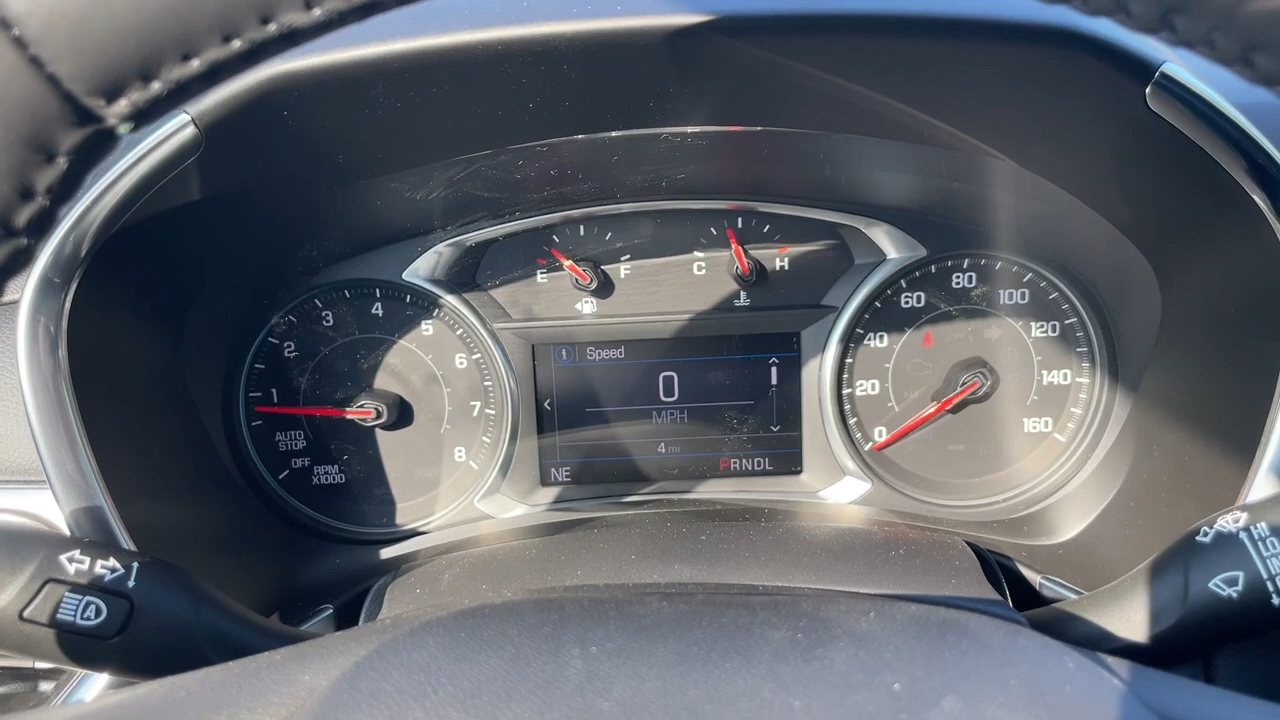 E F
C H
1 2 3 4 5 6 7 8
AUTO
STOP
OFF
RPM
X1000
i Speed
0
MPH
4 mi
NE
PRNDL
0 20 40 60 80 100 120 140 160
A